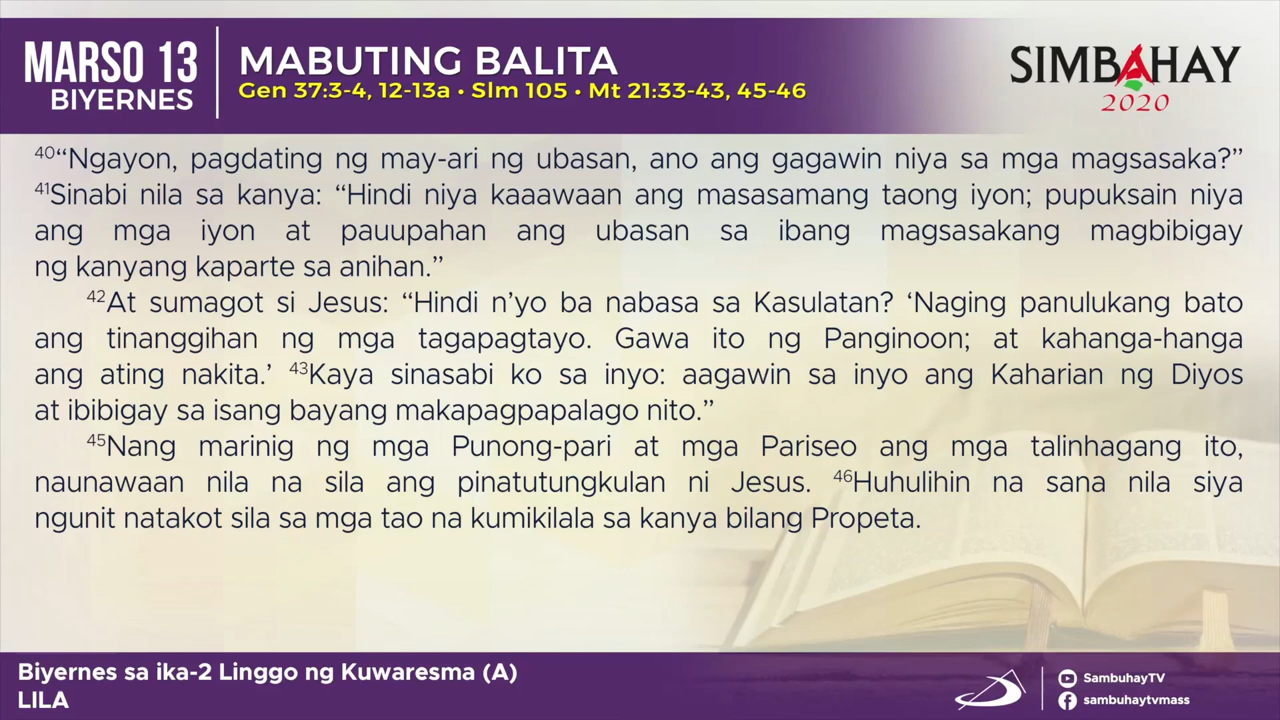 MARSO 13
BIYERNES
MABUTING BALITA
Gen 37:3-4, 12-13a • Slm 105 • Mt 21:33-43, 45-46
SIMBAHAY
2020
40“Ngayon, pagdating ng may-ari ng ubasan, ano ang gagawin niya sa mga magsasaka?”
41Sinabi nila sa kanya: “Hindi niya kaaawaan ang masasamang taong iyon; pupuksain niya
ang mga iyon at pauupahan ang ubasan sa ibang magsasakang magbibigay
ng kanyang kaparte sa anihan.”
42At sumagot si Jesus: “Hindi n’yo ba nabasa sa Kasulatan? ‘Naging panulukang bato
ang tinanggihan ng mga tagapagtayo. Gawa ito ng Panginoon; at kahanga-hanga
ang ating nakita.’ 43Kaya sinasabi ko sa inyo: aagawin sa inyo ang Kaharian ng Diyos
at ibibigay sa isang bayang makapagpapalago nito.”
45Nang marinig ng mga Punong-pari at mga Pariseo ang mga talinhagang ito,
naunawaan nila na sila ang pinatutungkulan ni Jesus. 46Huhulihin na sana nila siya
ngunit natakot sila sa mga tao na kumikilala sa kanya bilang Propeta.
Biyernes sa ika-2 Linggo ng Kuwaresma (A)
LILA
SambuhayTV
sambuhaytvmass